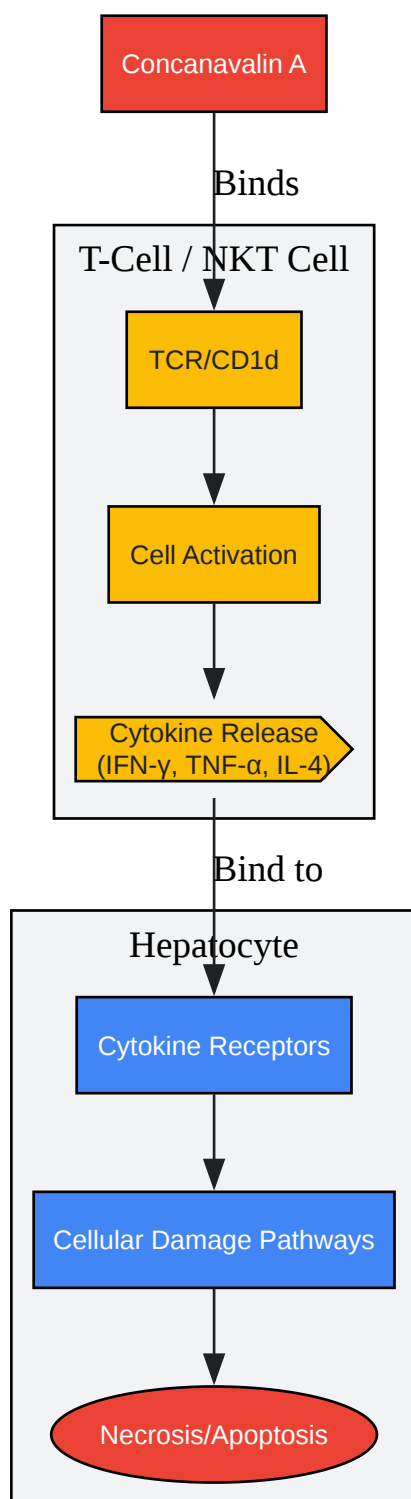 Concanavalin A
Binds
T-Cell / NKT Cell
TCR/CD1d
Cell Activation
Cytokine Release
(IFN-γ, TNF-α, IL-4)
Bind to
Hepatocyte
Cytokine Receptors
Cellular Damage Pathways
Necrosis/Apoptosis